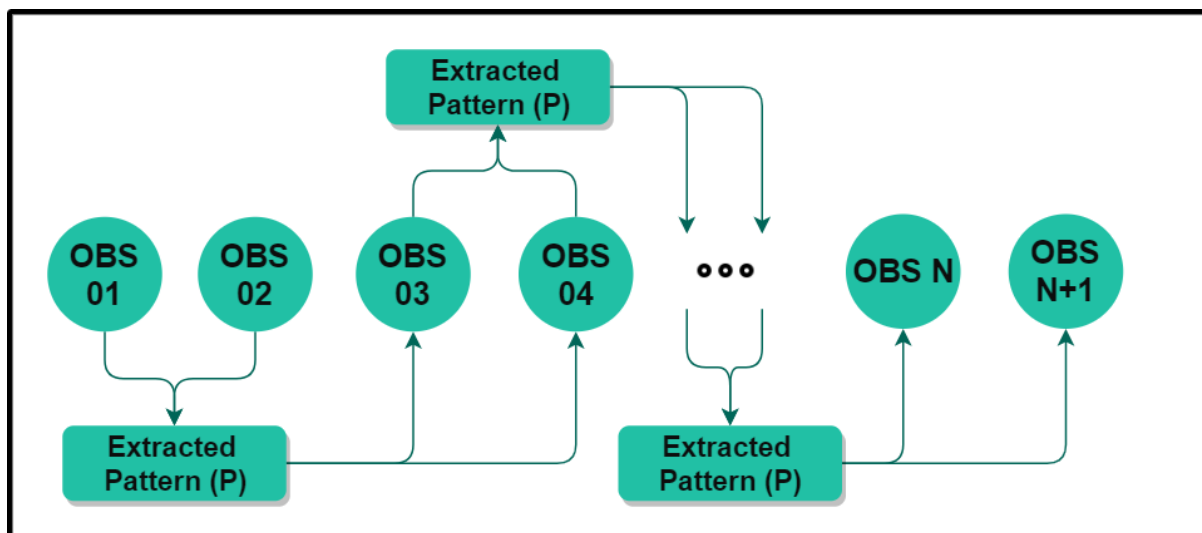 Extracted
Pattern (P)
OBS
01
OBS
02
OBS
03
OBS
04
OBS N
OBS
N+1
Extracted
Pattern (P)
Extracted
Pattern (P)